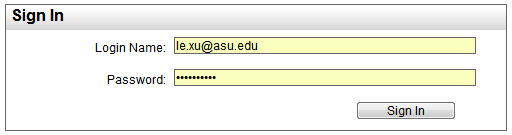 Sign In
Login Name: le.xu@asu.edu
Password: ••••••••••
Sign In